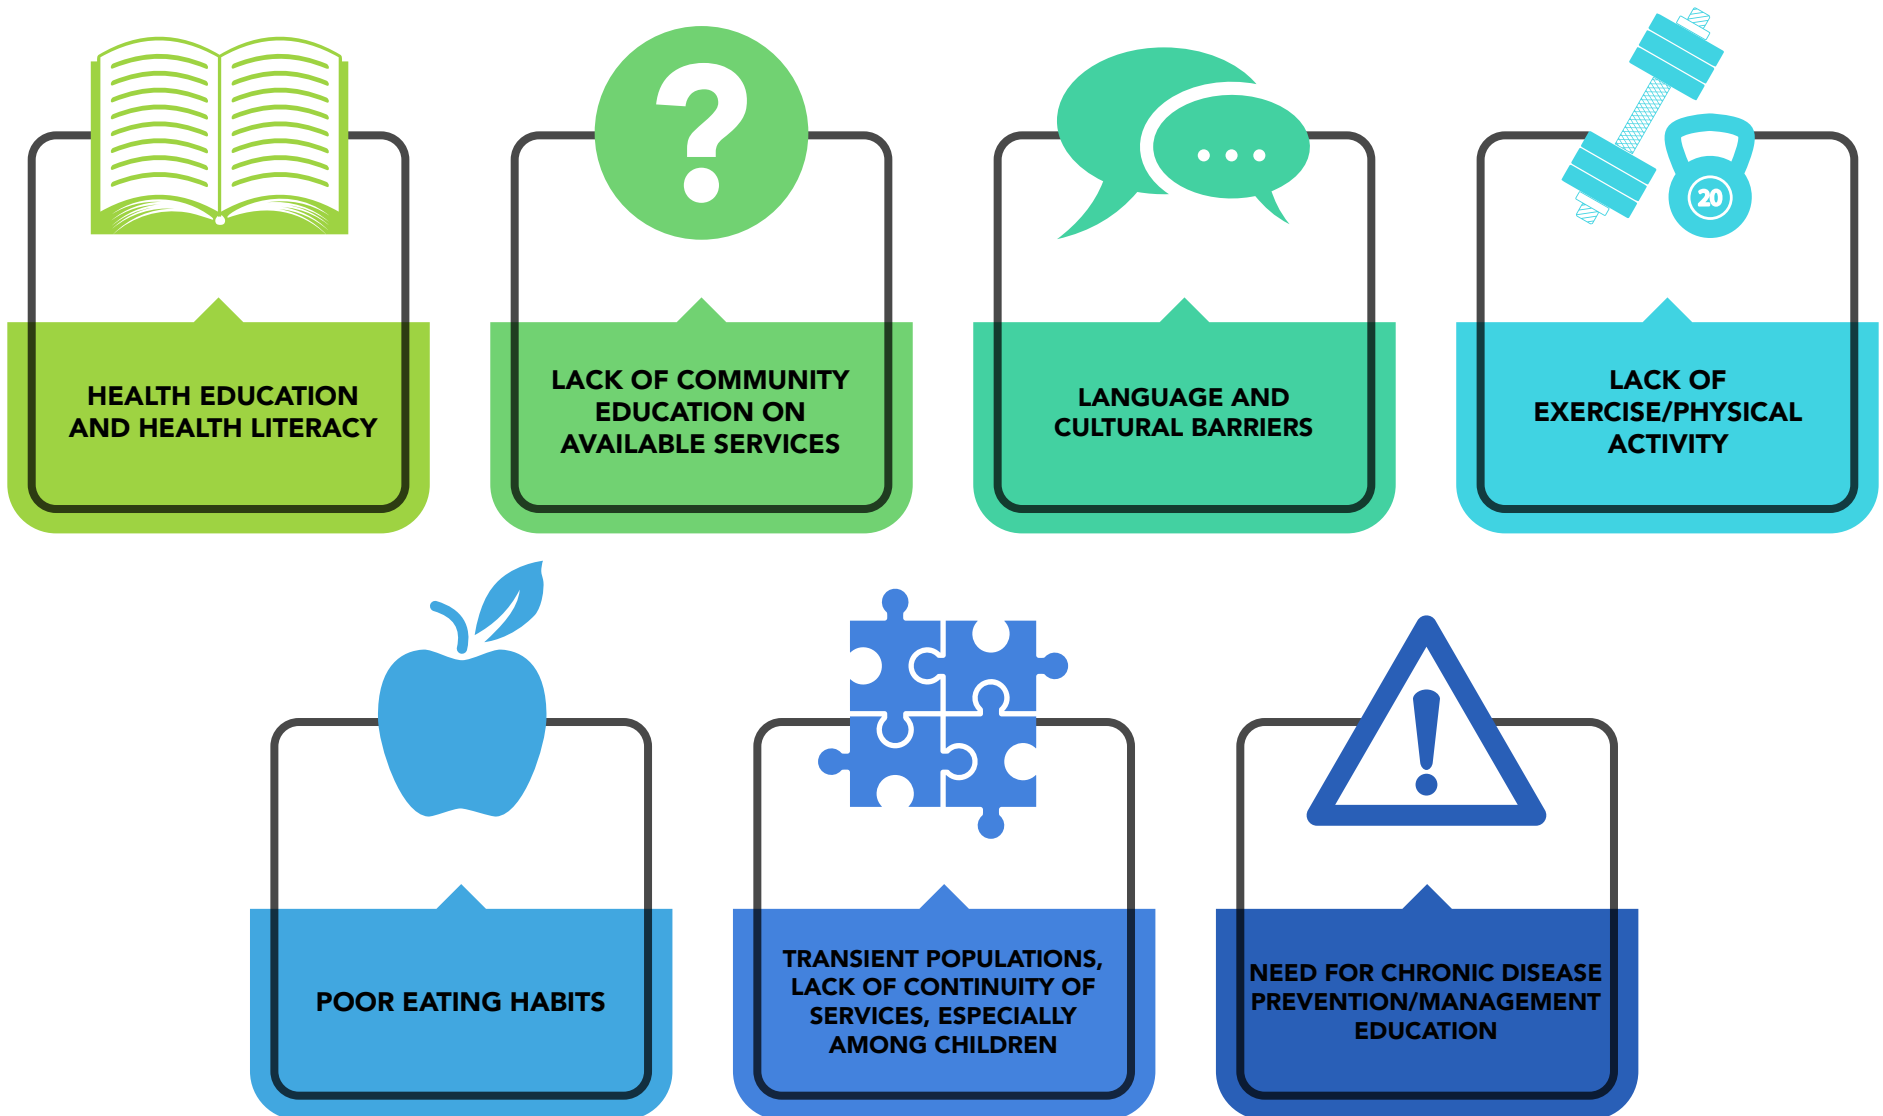 20
HEALTH EDUCATION
AND HEALTH LITERACY
LACK OF COMMUNITY
EDUCATION ON
AVAILABLE SERVICES
LANGUAGE AND
CULTURAL BARRIERS
LACK OF
EXERCISE/PHYSICAL
ACTIVITY
POOR EATING HABITS
TRANSIENT POPULATIONS,
LACK OF CONTINUITY OF
SERVICES, ESPECIALLY
AMONG CHILDREN
NEED FOR CHRONIC DISEASE
PREVENTION/MANAGEMENT
EDUCATION